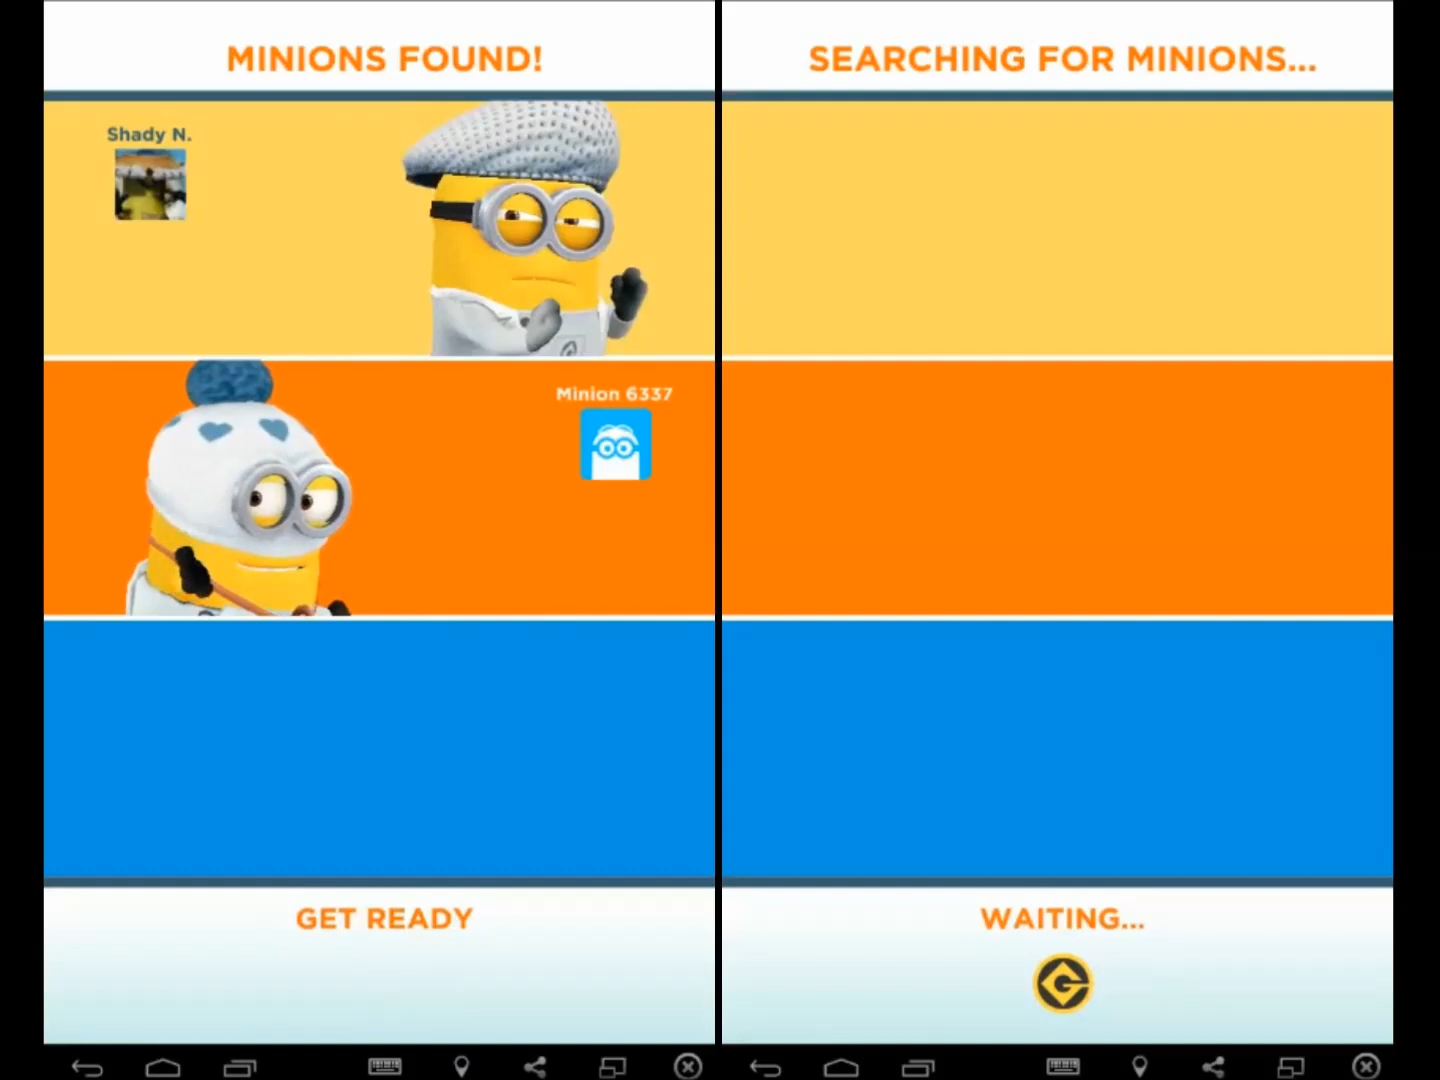 MINIONS FOUND!
Shady N.
Minion 6337
GET READY
SEARCHING FOR MINIONS...
WAITING...